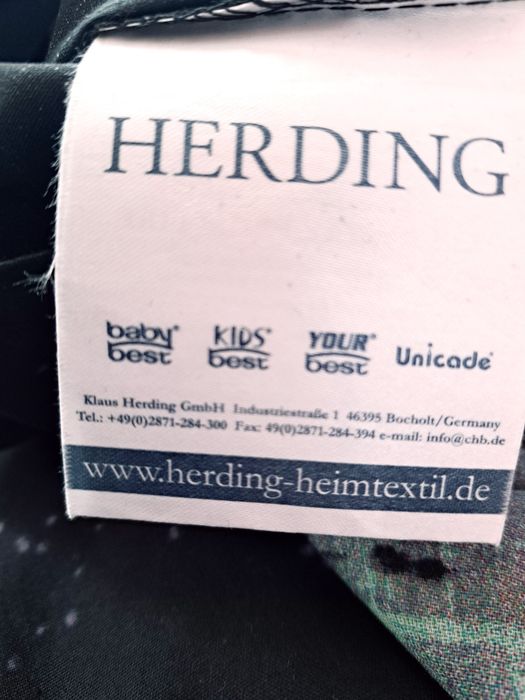 HERDING
baby® best KIDS® best YOUR® best Unicade®
Klaus Herding GmbH Industriestraße 1 46395 Bocholt/Germany
Tel.: +49(0)2871-284-300 Fax: 49(0)2871-284-394 e-mail: info@chb.de
www.herding-heimtextil.de